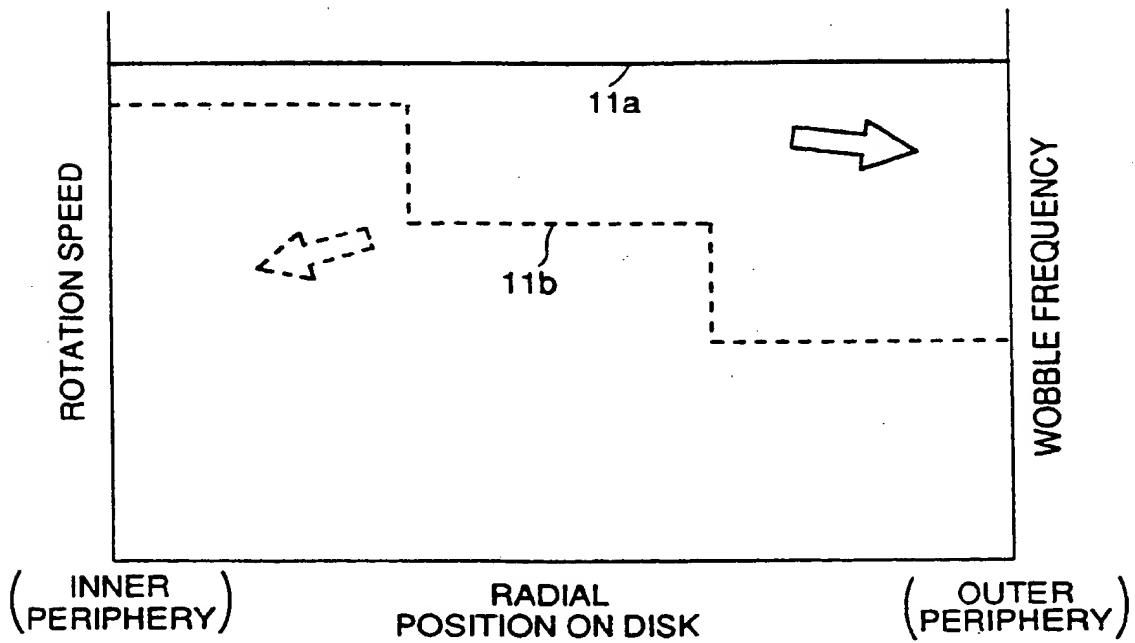 11a
ROTATION SPEED
11b
WOBBLE FREQUENCY
(INNER
PERIPHERY)
RADIAL
POSITION ON DISK
(OUTER
PERIPHERY)